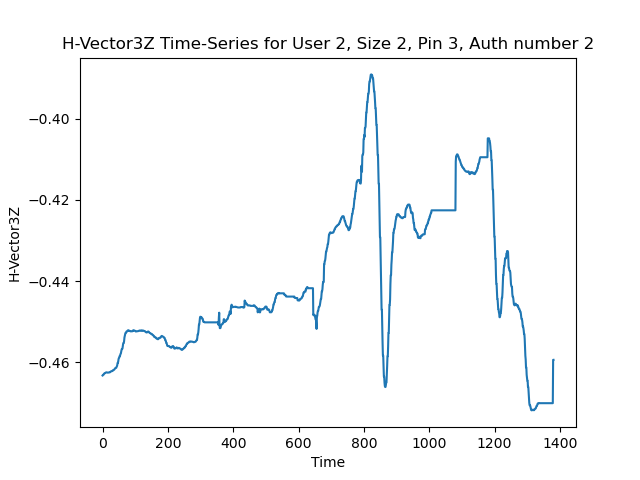 H-Vector3Z Time-Series for User 2, Size 2, Pin 3, Auth number 2
−0.40
−0.42
−0.44
−0.46
H-Vector3Z
0 200 400 600 800 1000 1200 1400
Time